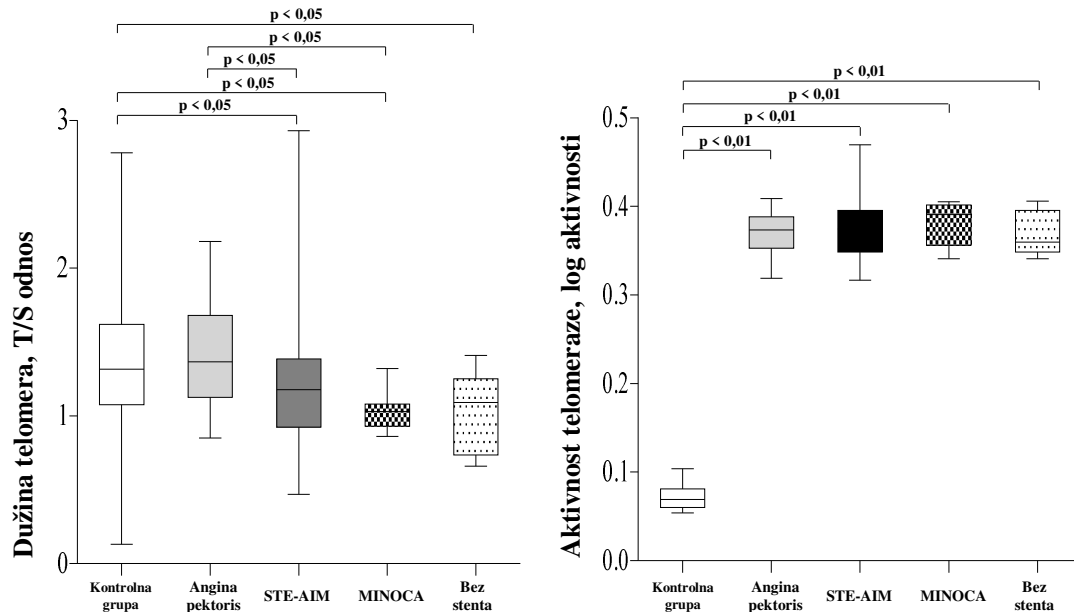 p < 0,05
p < 0,05
p < 0,05
p < 0,05
p < 0,05
3
2
1
0
Dužina telomera, T/S odnos
Kontrolna
grupa
Angina
pektoris
STE-AIM
MINOCA
Bez
stenta
p < 0,01
p < 0,01
p < 0,01
p < 0,01
0.5
0.4
0.3
0.2
0.1
0.0
Aktivnost telomeraze, log aktivnosti
Kontrolna
grupa
Angina
pektoris
STE-AIM
MINOCA
Bez
stenta